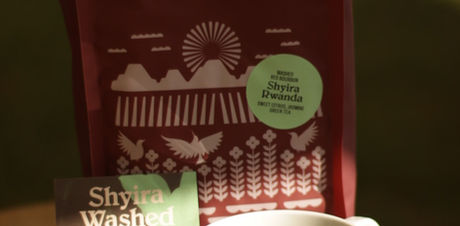 WASHED
RED BOURBON
Shyira
Rwanda
SWEET CITRUS, JASMINE
GREEN TEA
Shyira
Washed